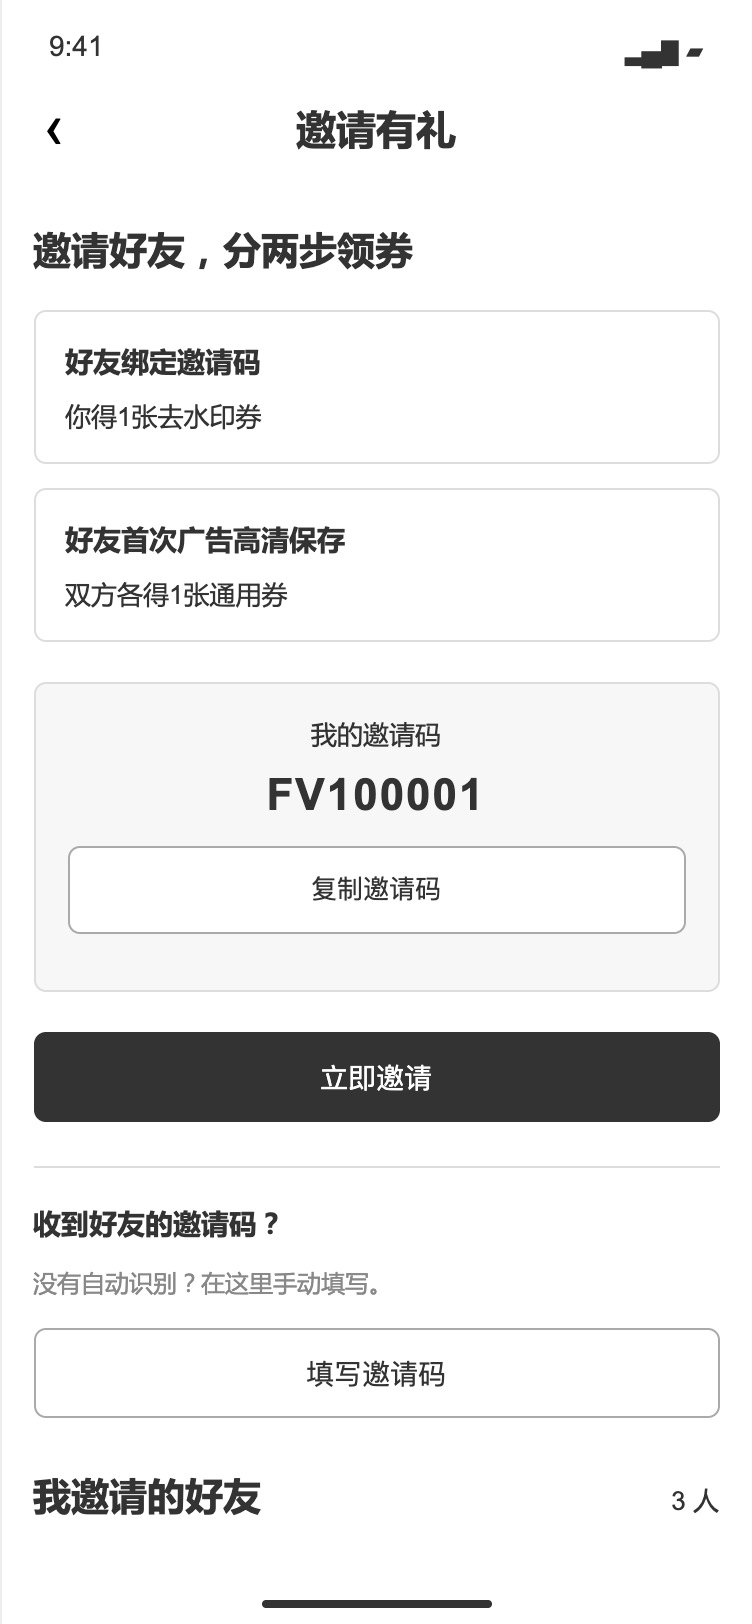 9:41
邀请有礼
邀请好友，分两步领券
好友绑定邀请码
你得1张去水印券
好友首次广告高清保存
双方各得1张通用券
我的邀请码
FV100001
复制邀请码
立即邀请
收到好友的邀请码？
没有自动识别？在这里手动填写。
填写邀请码
我邀请的好友
3 人